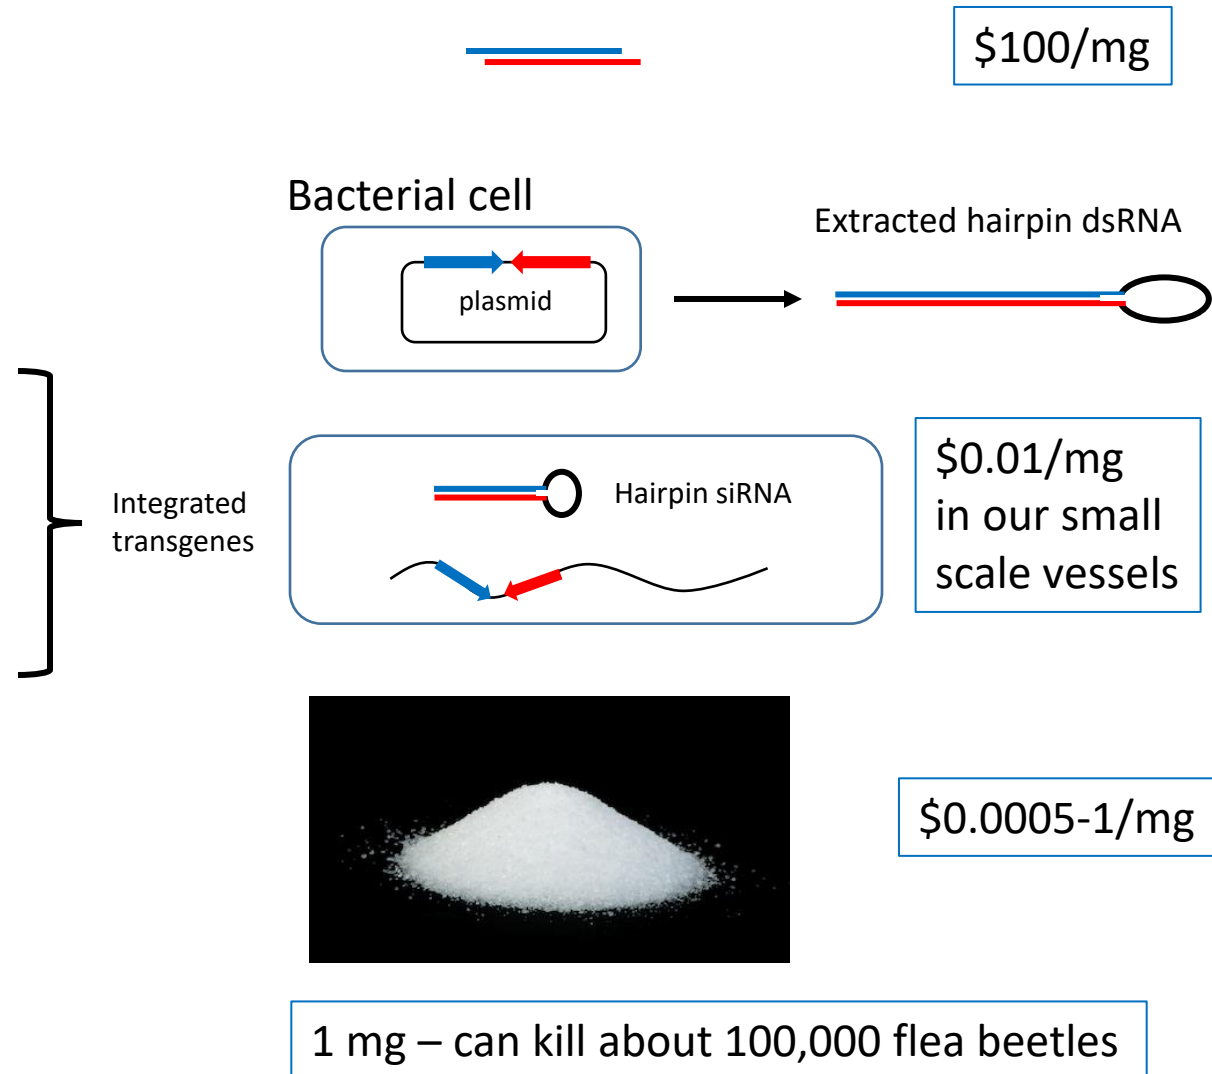 $100/mg
Bacterial cell
Extracted hairpin dsRNA
plasmid
Integrated
transgenes
Hairpin siRNA
$0.01/mg
in our small
scale vessels
$0.0005-1/mg
1 mg – can kill about 100,000 flea beetles